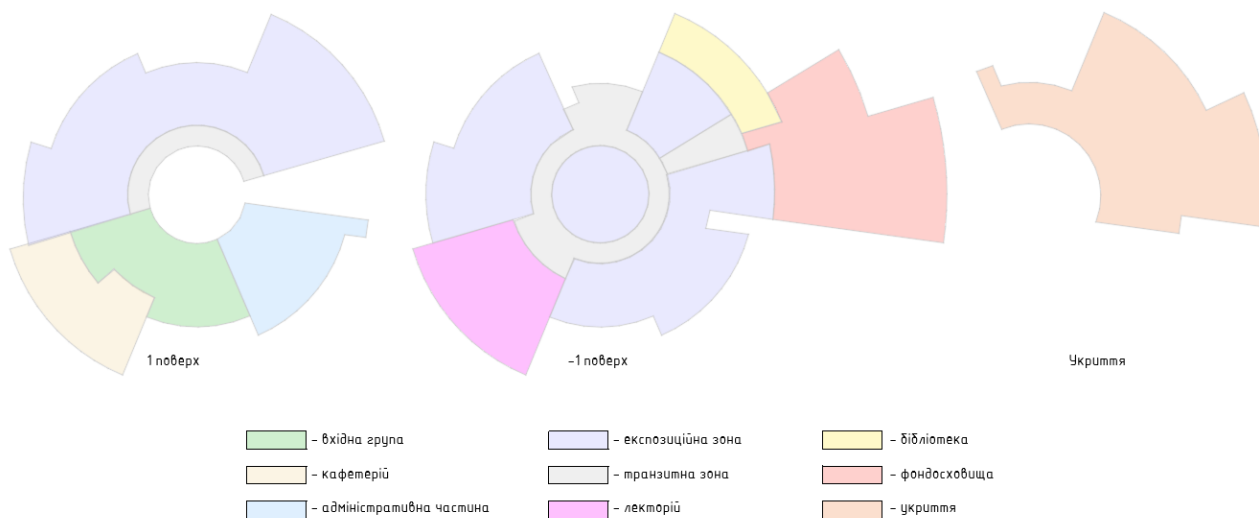 1 поверх
-1 поверх
Укриття
- вхідна група
- експозиційна зона
- бібліотека
- кафетерій
- транзитна зона
- фондосховища
- адміністративна частина
- лекторій
- укриття